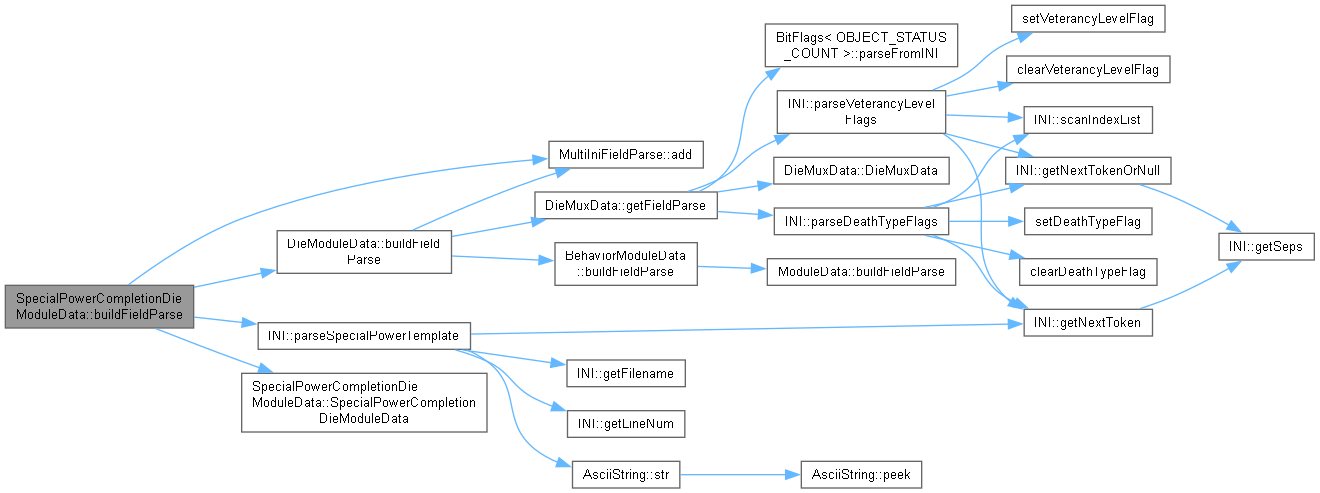 SpecialPowerCompletionDie
ModuleData::buildFieldParse
MultiIniFieldParse::add
DieModuleData::buildField
Parse
INI::parseSpecialPowerTemplate
SpecialPowerCompletionDie
ModuleData::SpecialPowerCompletion
DieModuleData
DieMuxData::getFieldParse
BehaviorModuleData
::buildFieldParse
INI::getFilename
INI::getLineNum
AsciiString::str
BitFlags< OBJECT_STATUS
_COUNT >::parseFromINI
INI::parseVeterancyLevel
Flags
DieMuxData::DieMuxData
INI::parseDeathTypeFlags
ModuleData::buildFieldParse
AsciiString::peek
setVeterancyLevelFlag
clearVeterancyLevelFlag
INI::scanIndexList
INI::getNextTokenOrNull
setDeathTypeFlag
clearDeathTypeFlag
INI::getNextToken
INI::getSeps